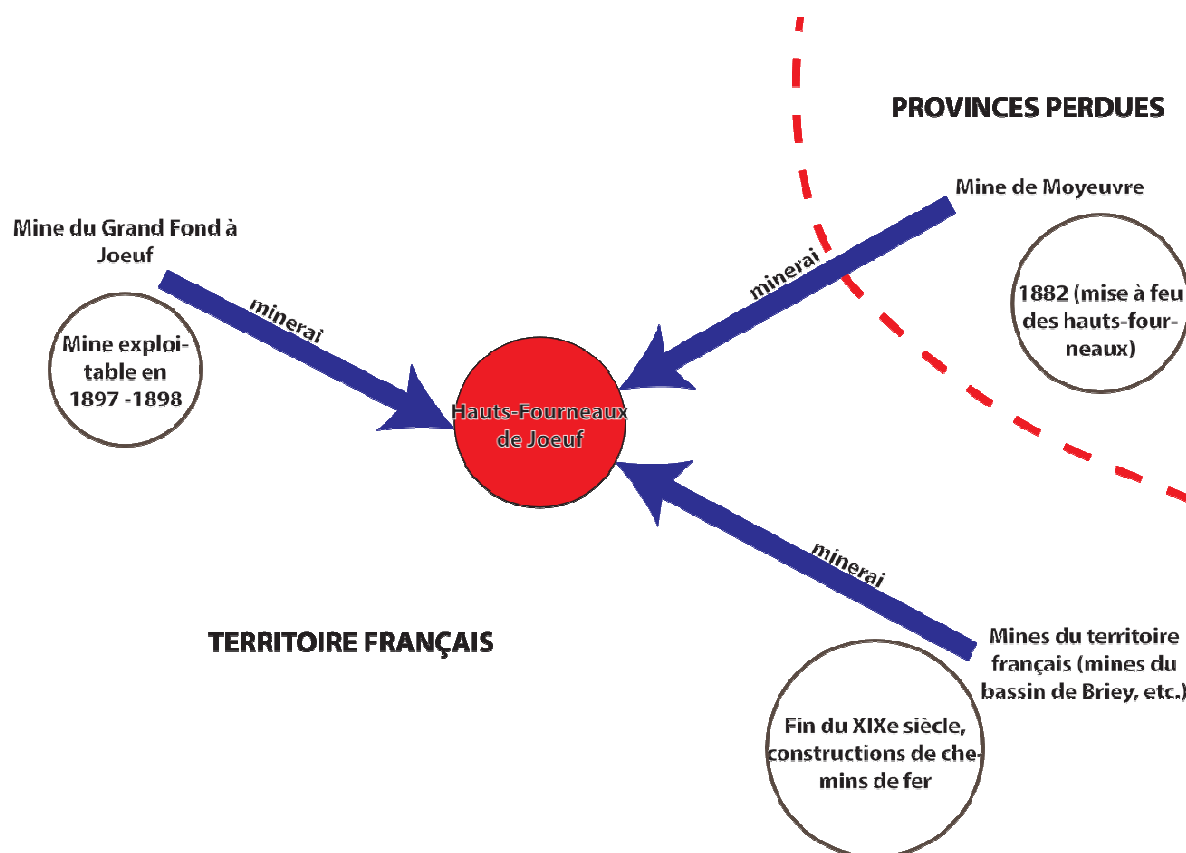 PROVINCES PERDUES
Mine de Moyeuvre
1882 (mise à feu
des hauts-four-
neaux)
minerai
Mine du Grand Fond à
Joeuf
Mine exploi-
table en
1897 -1898
minerai
Hauts-Fourneaux
de Joeuf
minerai
TERRITOIRE FRANÇAIS
Mines du territoire
français (mines du
bassin de Briey, etc.)
Fin du XIXe siècle,
constructions de che-
mins de fer